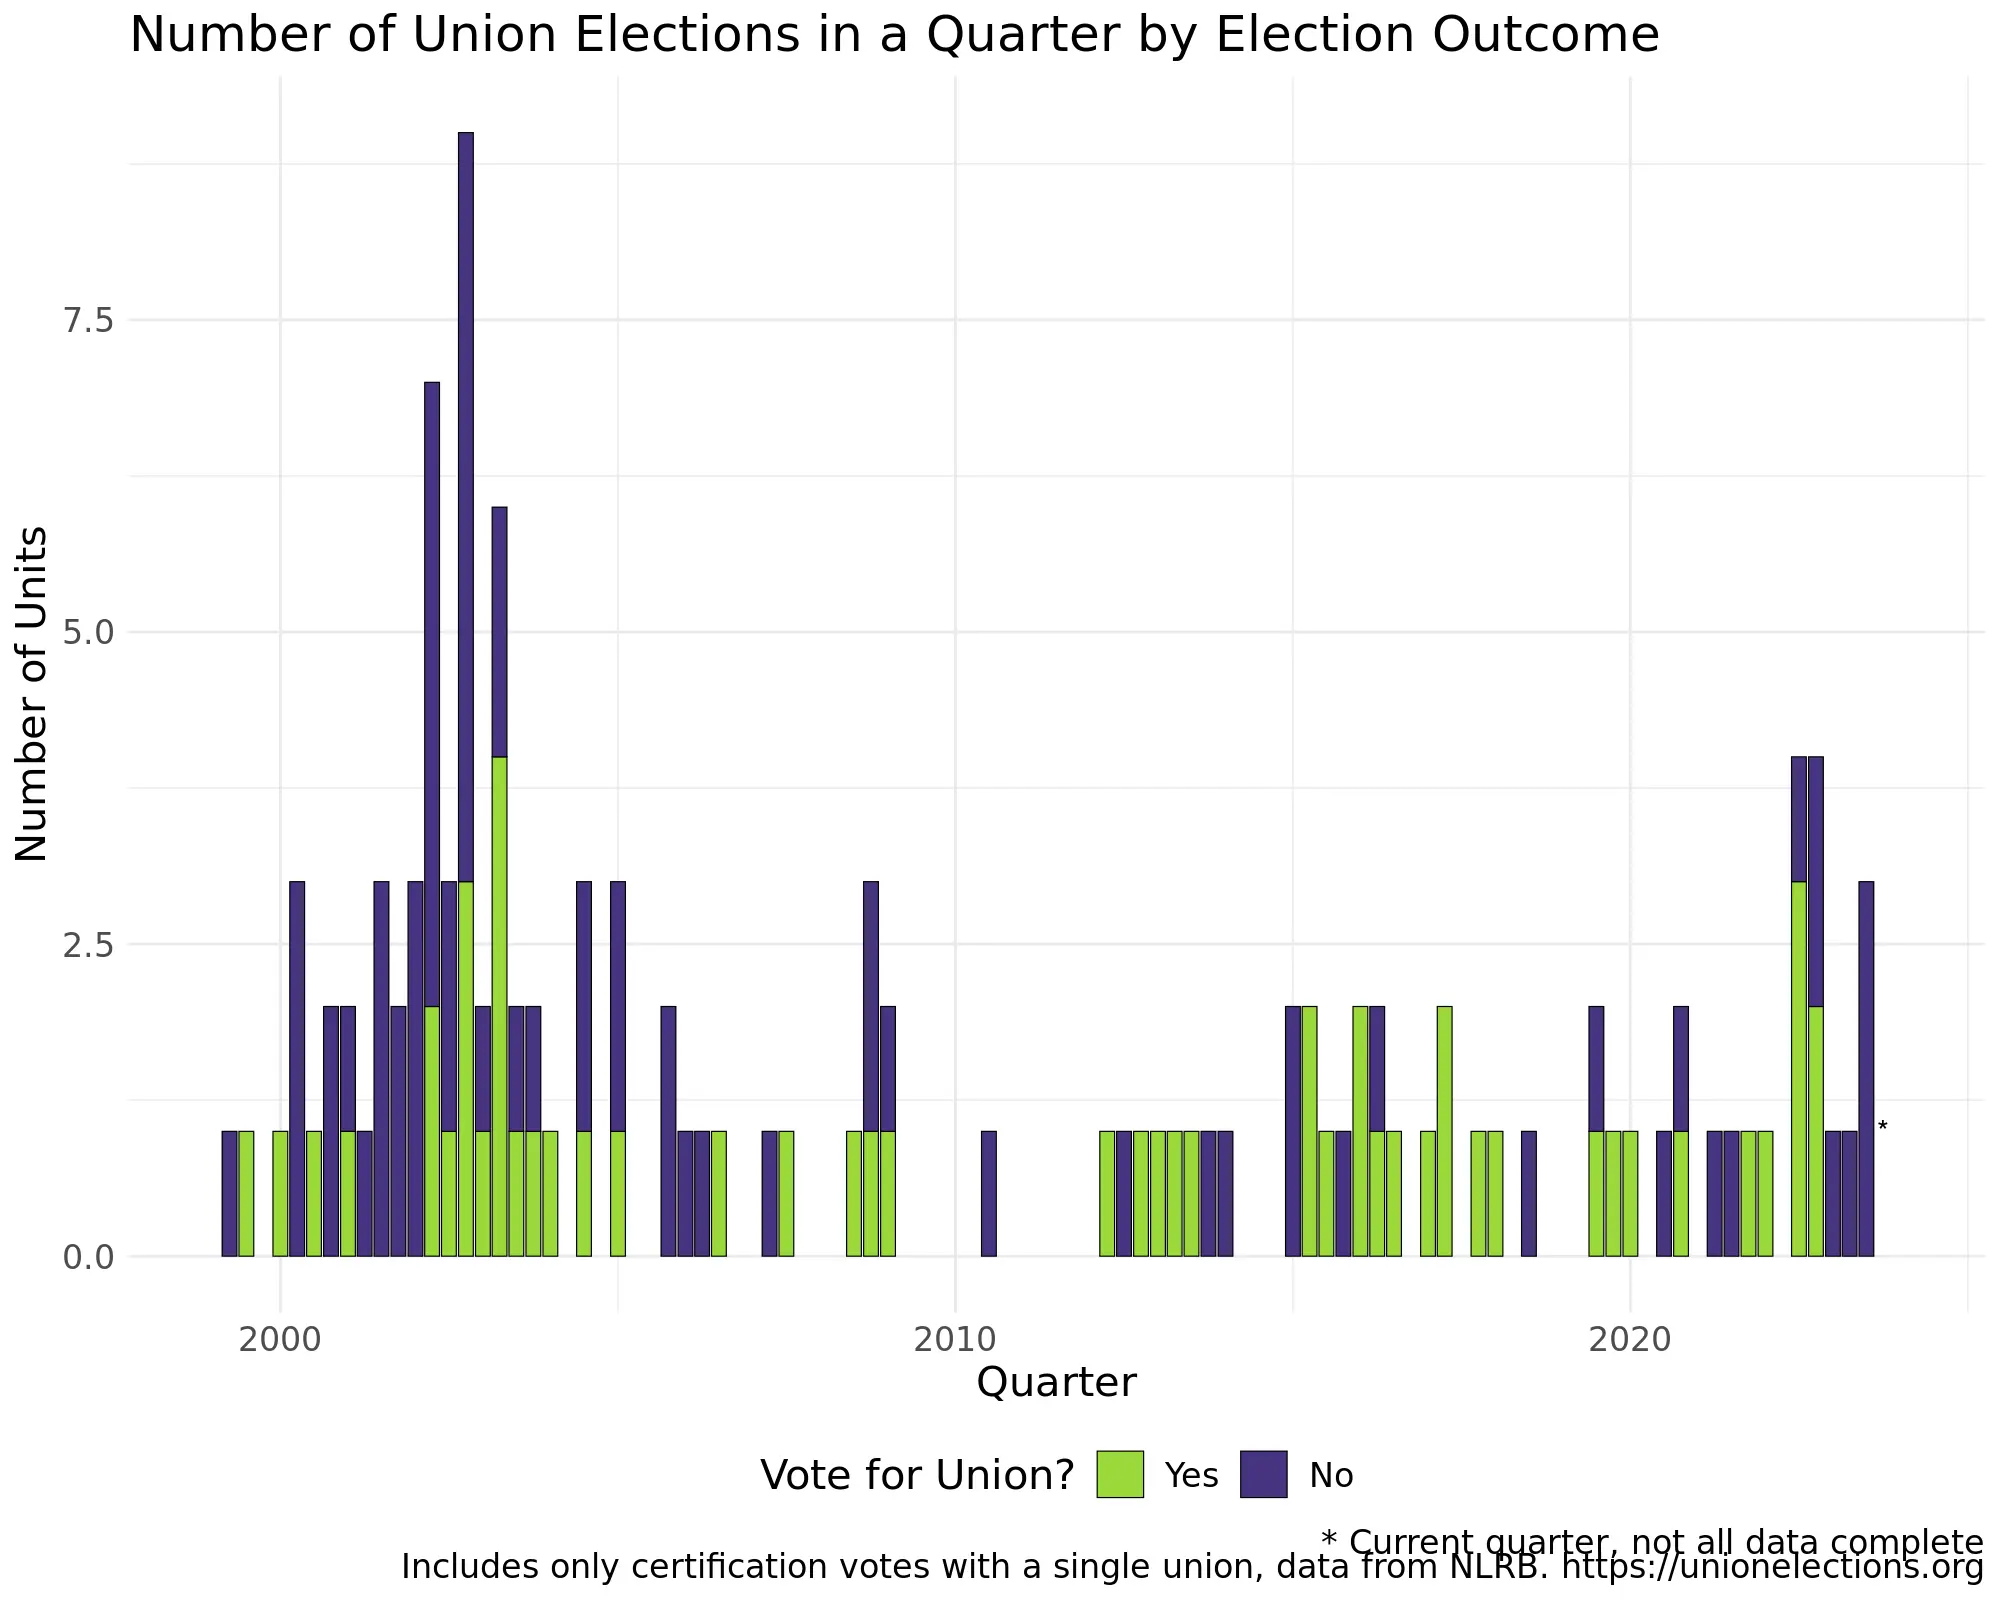 Number of Union Elections in a Quarter by Election Outcome
Number of Units
7.5
5.0
2.5
0.0
*
2000 2010 2020
Quarter
Vote for Union? Yes No
* Current quarter, not all data complete
Includes only certification votes with a single union, data from NLRB. https://unionelections.org